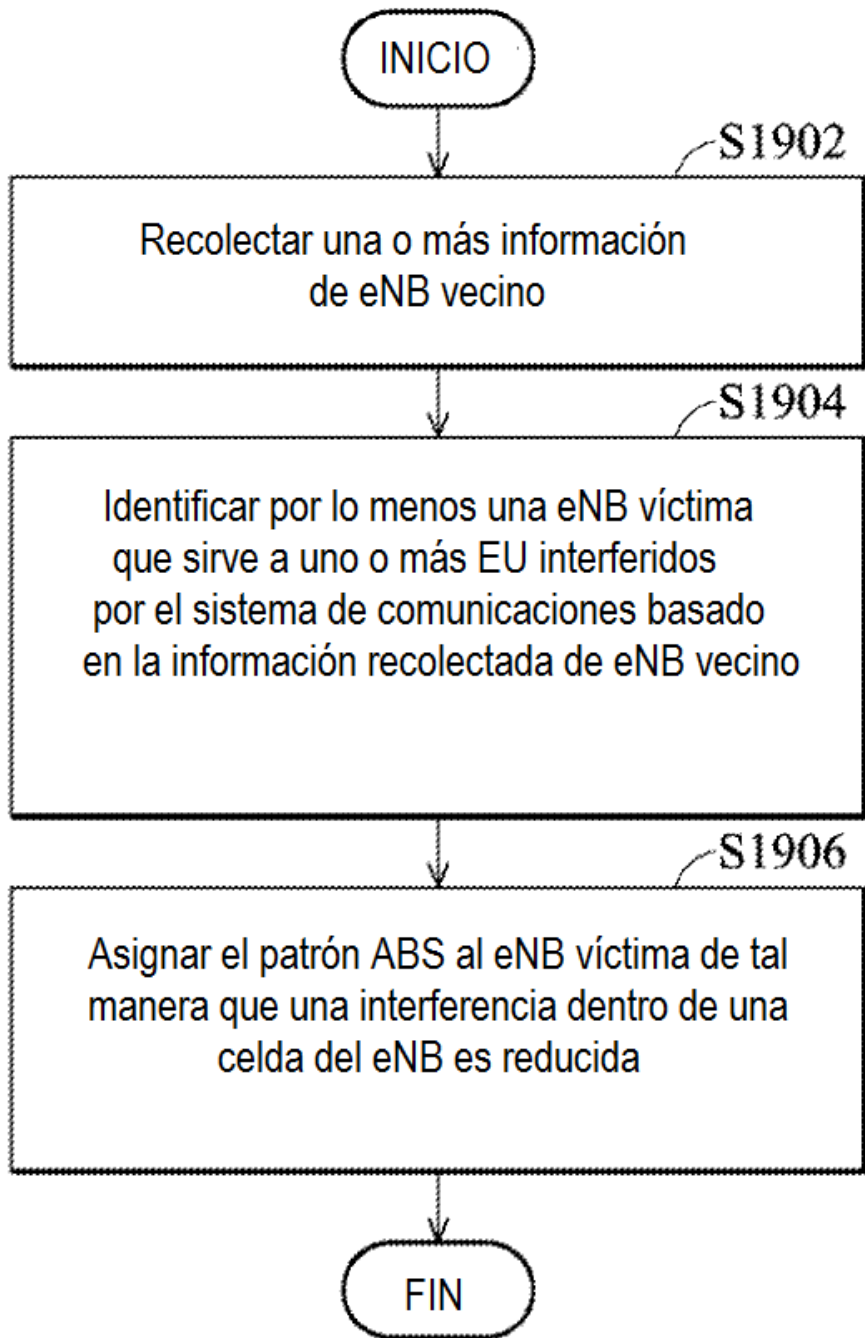 INICIO
S1902
Recolectar una o más información
de eNB vecino
S1904
Identificar por lo menos una eNB víctima
que sirve a uno o más EU interferidos
por el sistema de comunicaciones basado
en la información recolectada de eNB vecino
S1906
Asignar el patrón ABS al eNB víctima de tal
manera que una interferencia dentro de una
celda del eNB es reducida
FIN